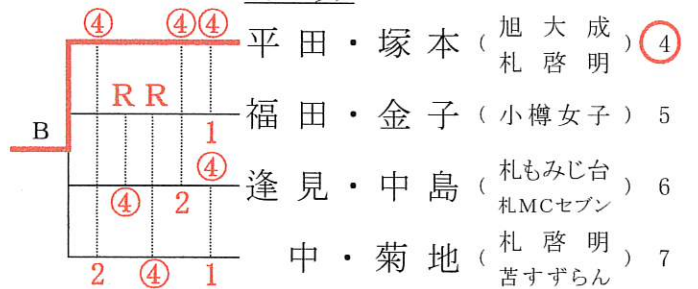 ④ ④④
平田・塚本（旭大成 札啓明）④
R R
B
福田・金子（小樽女子）5
1
④
逢見・中島（札もみじ台 札MCセブン）6
④ 2
中・菊地（札啓明 苫すずらん）7
2 ④ 1